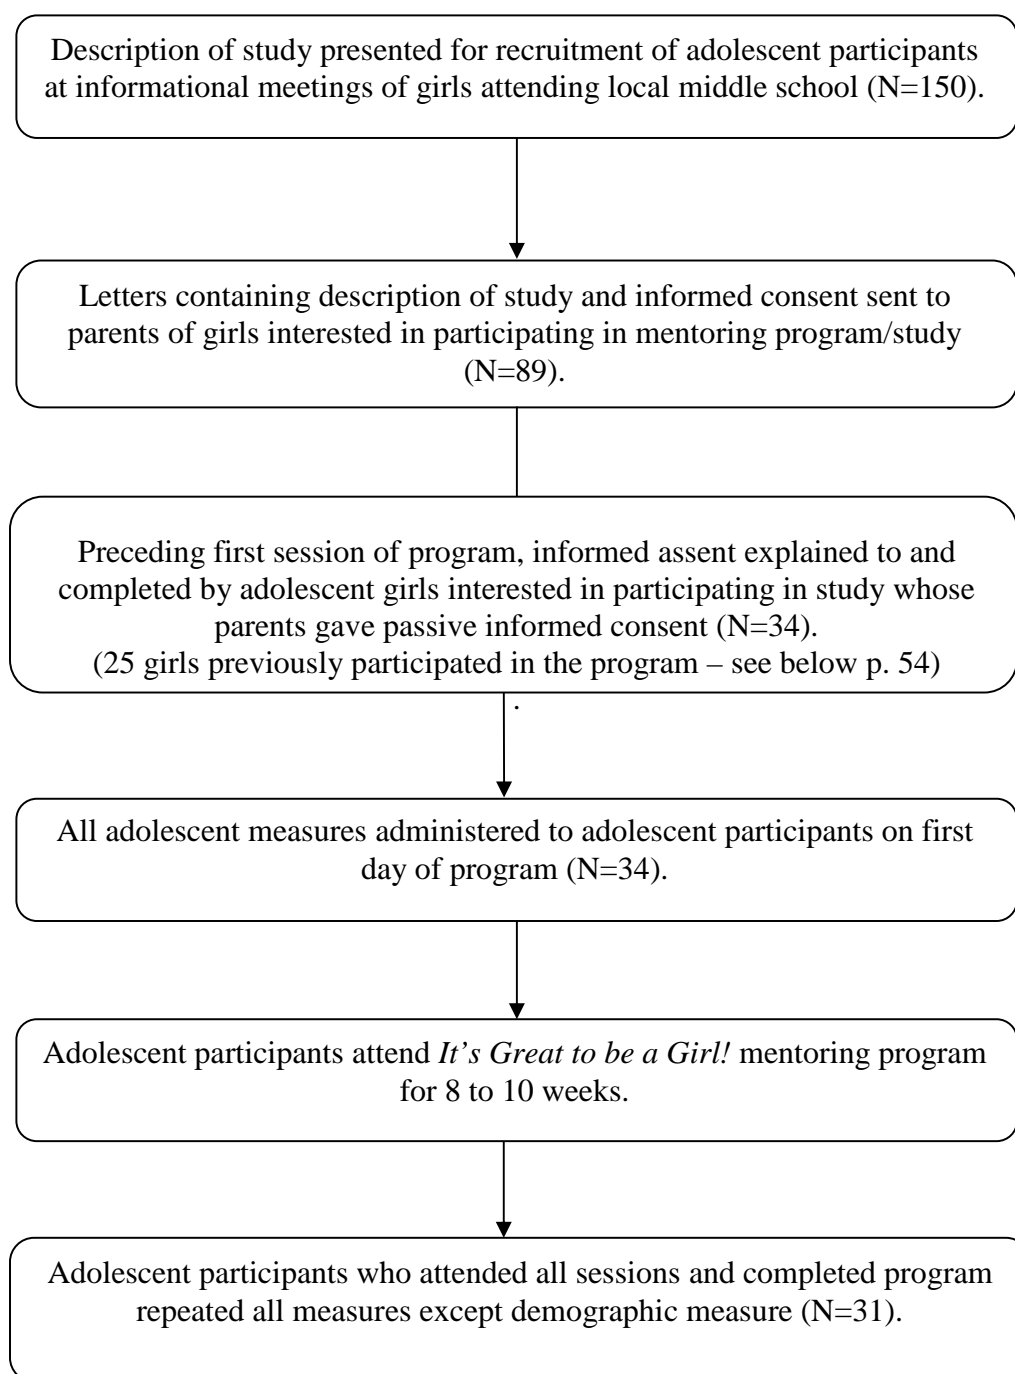 Description of study presented for recruitment of adolescent participants
at informational meetings of girls attending local middle school (N=150).
Letters containing description of study and informed consent sent to
parents of girls interested in participating in mentoring program/study
(N=89).
Preceding first session of program, informed assent explained to and
completed by adolescent girls interested in participating in study whose
parents gave passive informed consent (N=34).
(25 girls previously participated in the program – see below p. 54)
.
All adolescent measures administered to adolescent participants on first
day of program (N=34).
Adolescent participants attend It’s Great to be a Girl! mentoring program
for 8 to 10 weeks.
Adolescent participants who attended all sessions and completed program
repeated all measures except demographic measure (N=31).